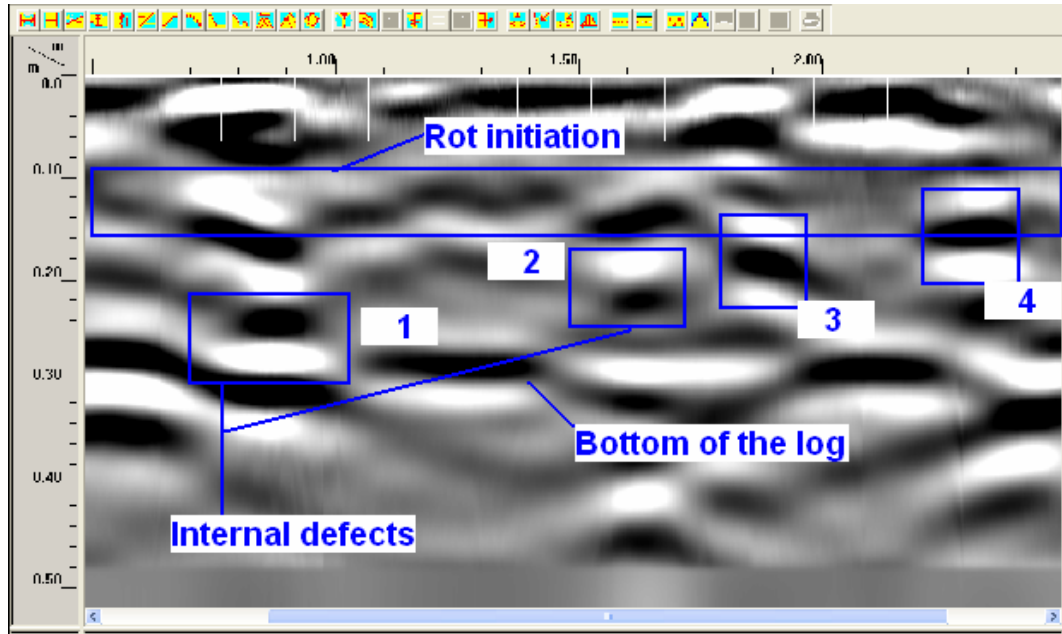 m
1.00
1.50
2.00
m
0.0
Rot initiation
0.10
2
0.20
1
3
4
0.30
Bottom of the log
0.40
Internal defects
0.50